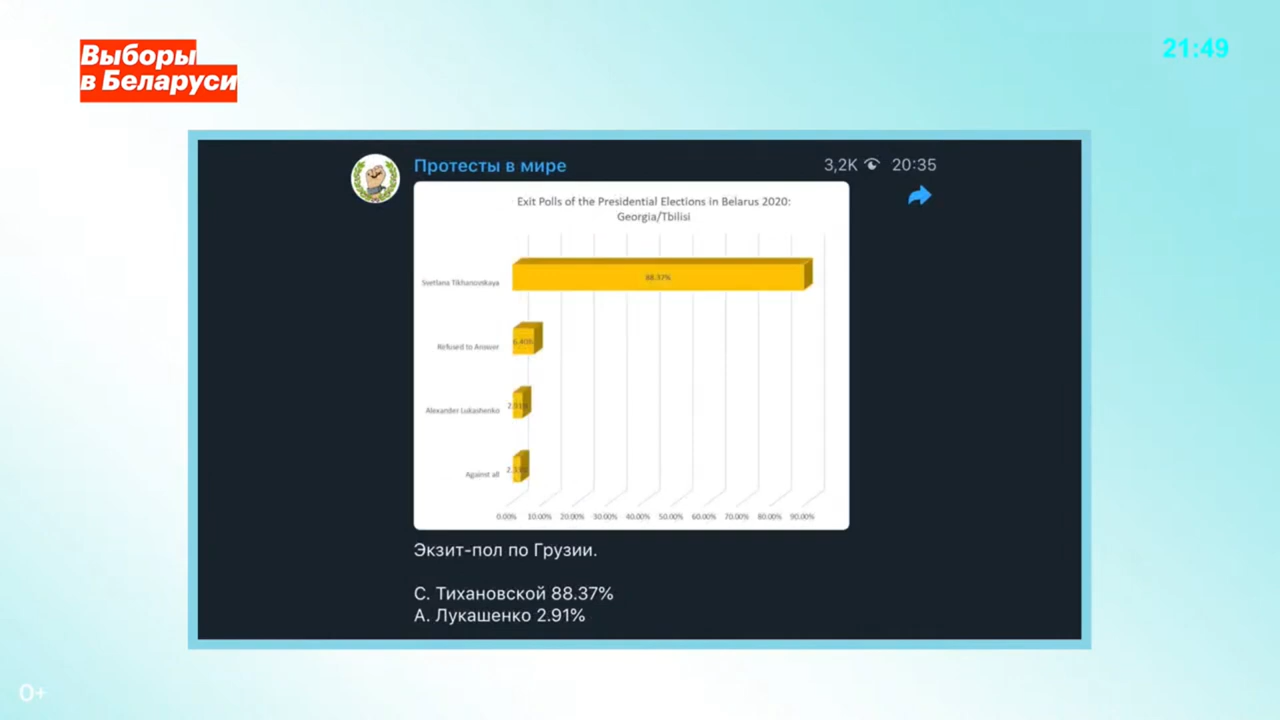 Выборы
в Беларуси
21:49
Протесты в мире
3,2K
20:35
Exit Polls of the Presidential Elections in Belarus 2020:
Georgia/Tbilisi
Svetlana Tikhanovskaya
88.37%
Refused to Answer
6.40%
Alexander Lukashenko
Against all
0.00% 10.00% 20.00% 30.00% 40.00% 50.00% 60.00% 70.00% 80.00% 90.00%
Экзит-пол по Грузии.
С. Тихановской 88.37%
А. Лукашенко 2.91%
0+